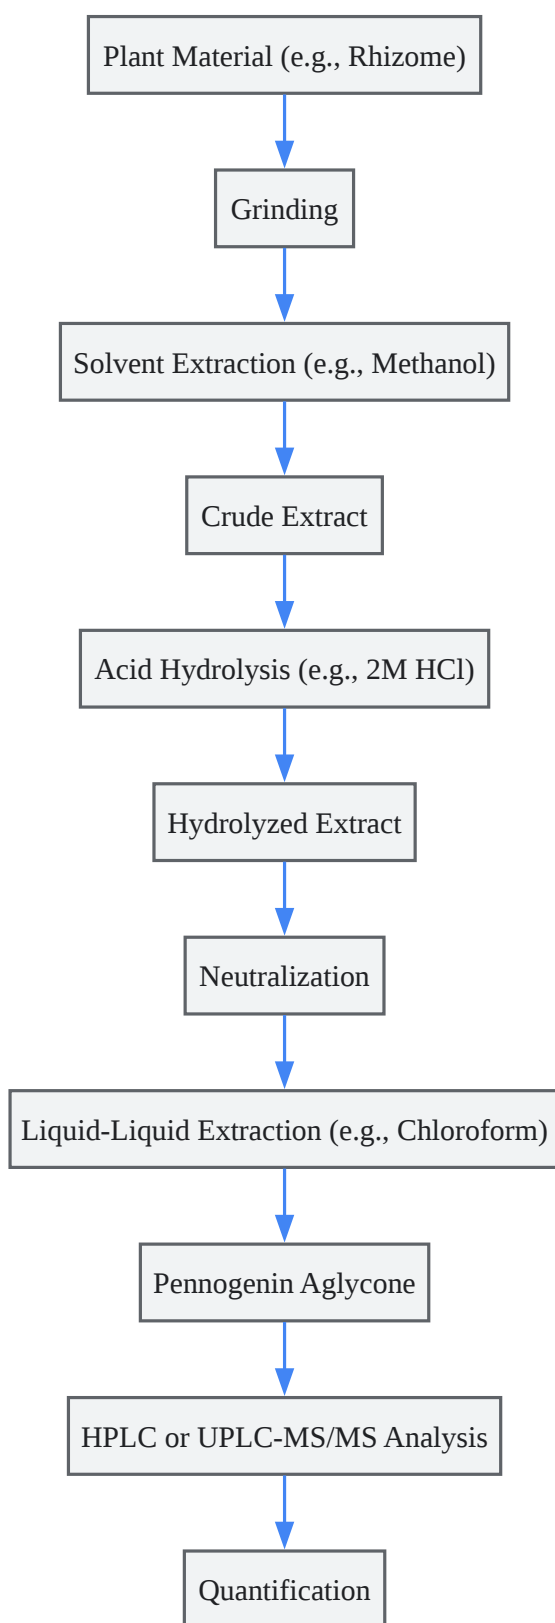 Plant Material (e.g., Rhizome)
Grinding
Solvent Extraction (e.g., Methanol)
Crude Extract
Acid Hydrolysis (e.g., 2M HCl)
Hydrolyzed Extract
Neutralization
Liquid-Liquid Extraction (e.g., Chloroform)
Pennogenin Aglycone
HPLC or UPLC-MS/MS Analysis
Quantification